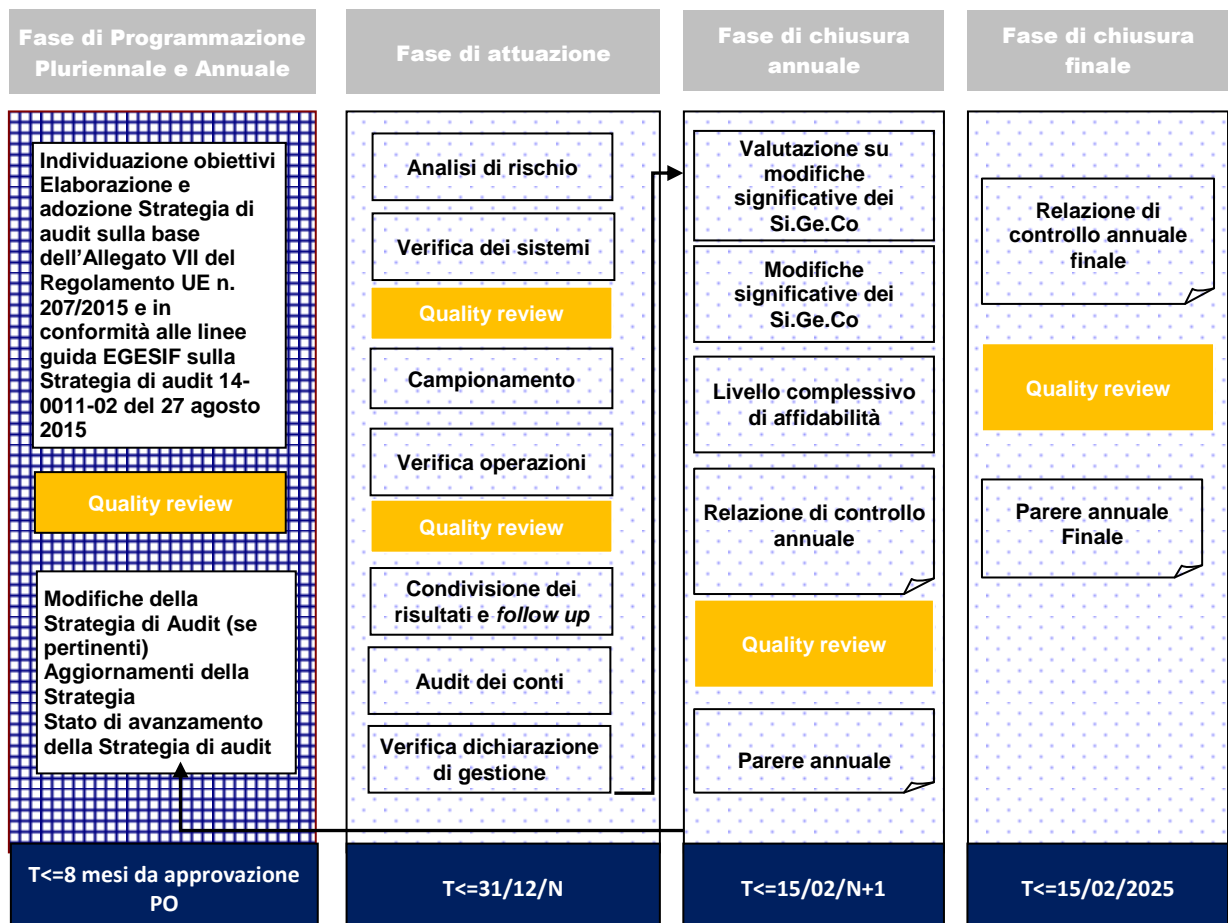 Fase di Programmazione
Pluriennale e Annuale
Individuazione obiettivi
Elaborazione e
adozione Strategia di
audit sulla base
dell'Allegato VII del
Regolamento UE n.
207/2015 e in
conformità alle linee
guida EGESIF sulla
Strategia di audit 14-
0011-02 del 27 agosto
2015
Quality review
Modifiche della
Strategia di Audit (se
pertinenti)
Aggiornamenti della
Strategia
Stato di avanzamento
della Strategia di audit
T<=8 mesi da approvazione
PO
Fase di attuazione
Analisi di rischio
Verifica dei sistemi
Quality review
Campionamento
Verifica operazioni
Quality review
Condivisione dei
risultati e follow up
Audit dei conti
Verifica dichiarazione
di gestione
T<=31/12/N
Fase di chiusura
annuale
Valutazione su
modifiche
significative dei
Si.Ge.Co
Modifiche
significative dei
Si.Ge.Co
Livello complessivo
di affidabilità
Relazione di controllo
annuale
Quality review
Parere annuale
T<=15/02/N+1
Fase di chiusura
finale
Relazione di
controllo annuale
finale
Quality review
Parere annuale
Finale
T<=15/02/2025